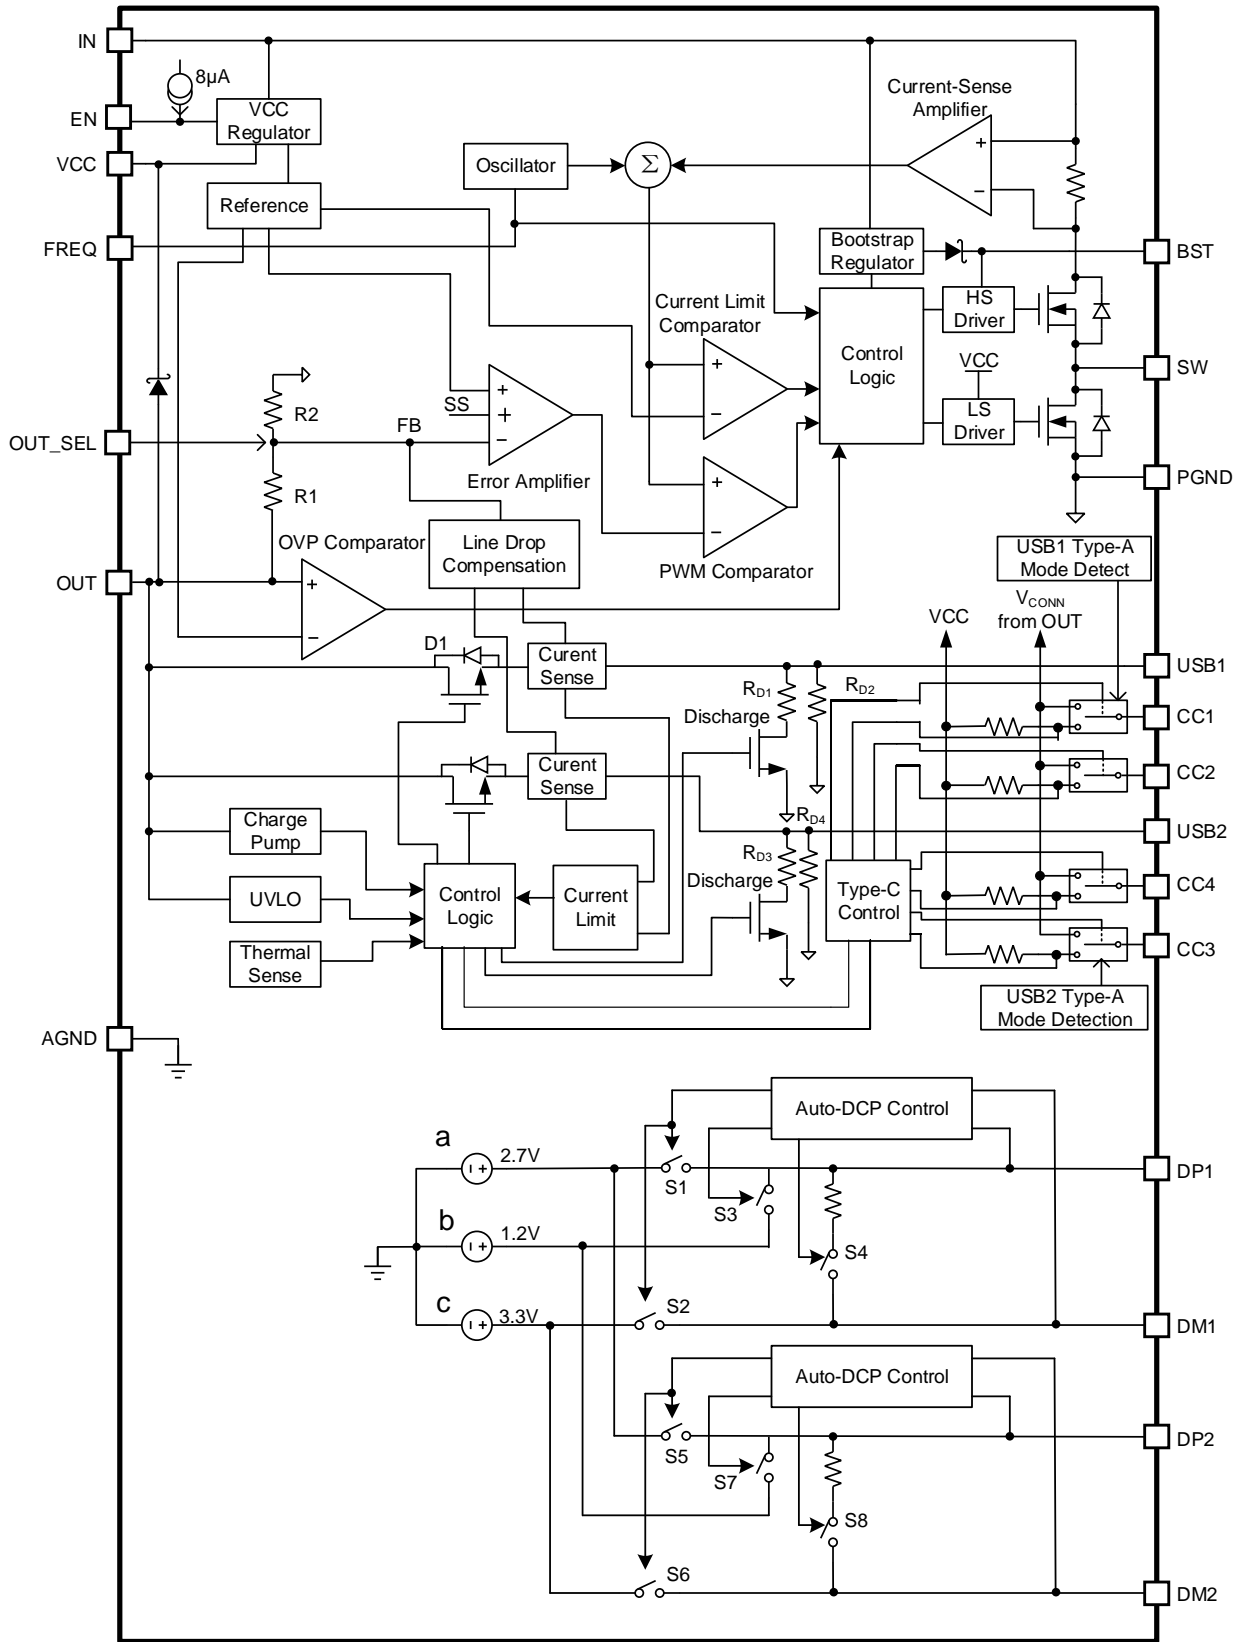 IN
8µA
Current-Sense
Amplifier
EN
VCC
Regulator
+
VCC
Oscillator
Σ
−
Reference
FREQ
Bootstrap
Regulator
BST
Current Limit
Comparator
HS
Driver
Control
Logic
VCC
SW
+
−
R2
+
SS
+
−
FB
LS
Driver
OUT_SEL
Error Amplifier
+
−
PGND
R1
OVP Comparator
Line Drop
Compensation
PWM Comparator
USB1 Type-A
Mode Detect
OUT
+
−
VCC
VCONN
from OUT
D1
Curent
Sense
USB1
RD1
RD2
Discharge
CC1
Curent
Sense
CC2
Charge
Pump
RD4
USB2
RD3
Discharge
Control
Logic
Current
Limit
Type-C
Control
CC4
UVLO
Thermal
Sense
CC3
USB2 Type-A
Mode Detection
AGND
Auto-DCP Control
a
2.7V
− +
S1
DP1
S3
b
1.2V
− +
S4
c
3.3V
− +
S2
DM1
Auto-DCP Control
S5
DP2
S7
S8
S6
DM2